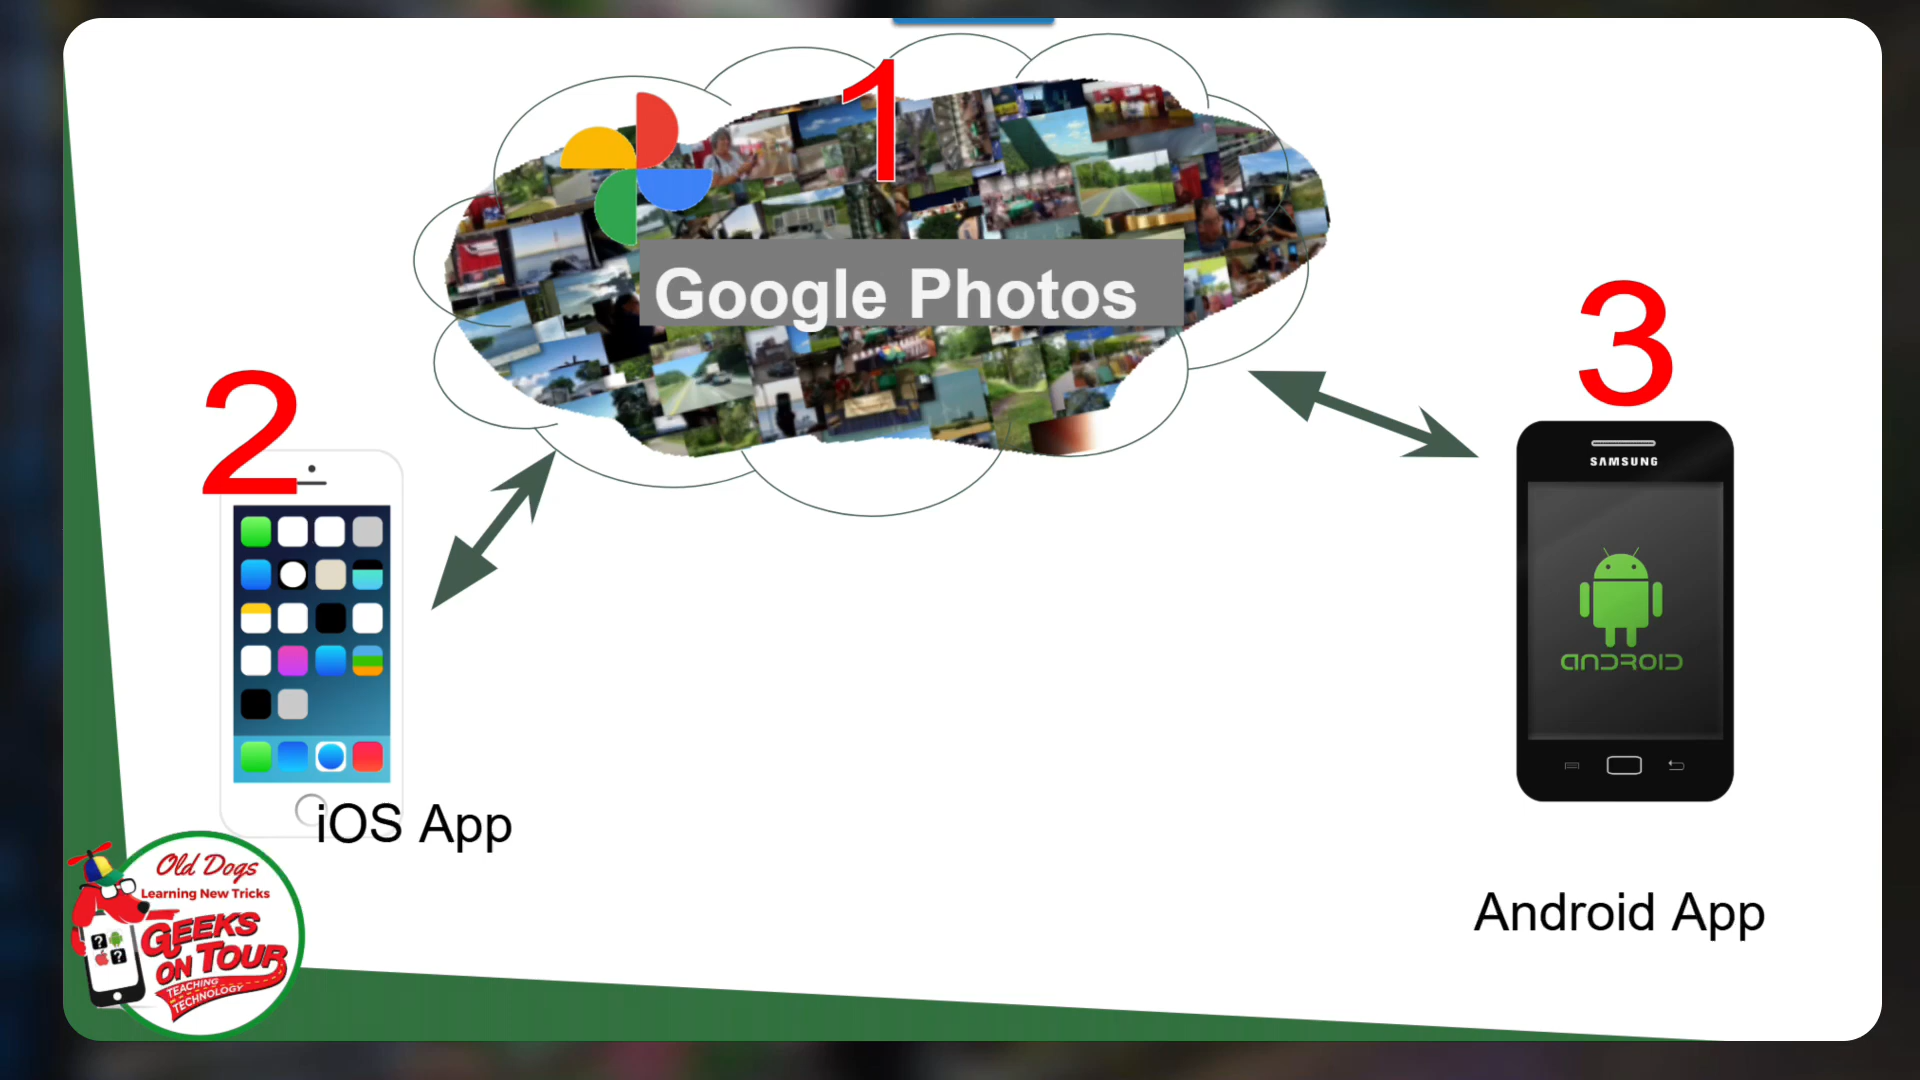 1
Google Photos
3
2
SAMSUNG
ANDROID
iOS App
Android App
Old Dogs
Learning New Tricks
GEEKS
ON TOUR
TEACHING
TECHNOLOGY
? 
?